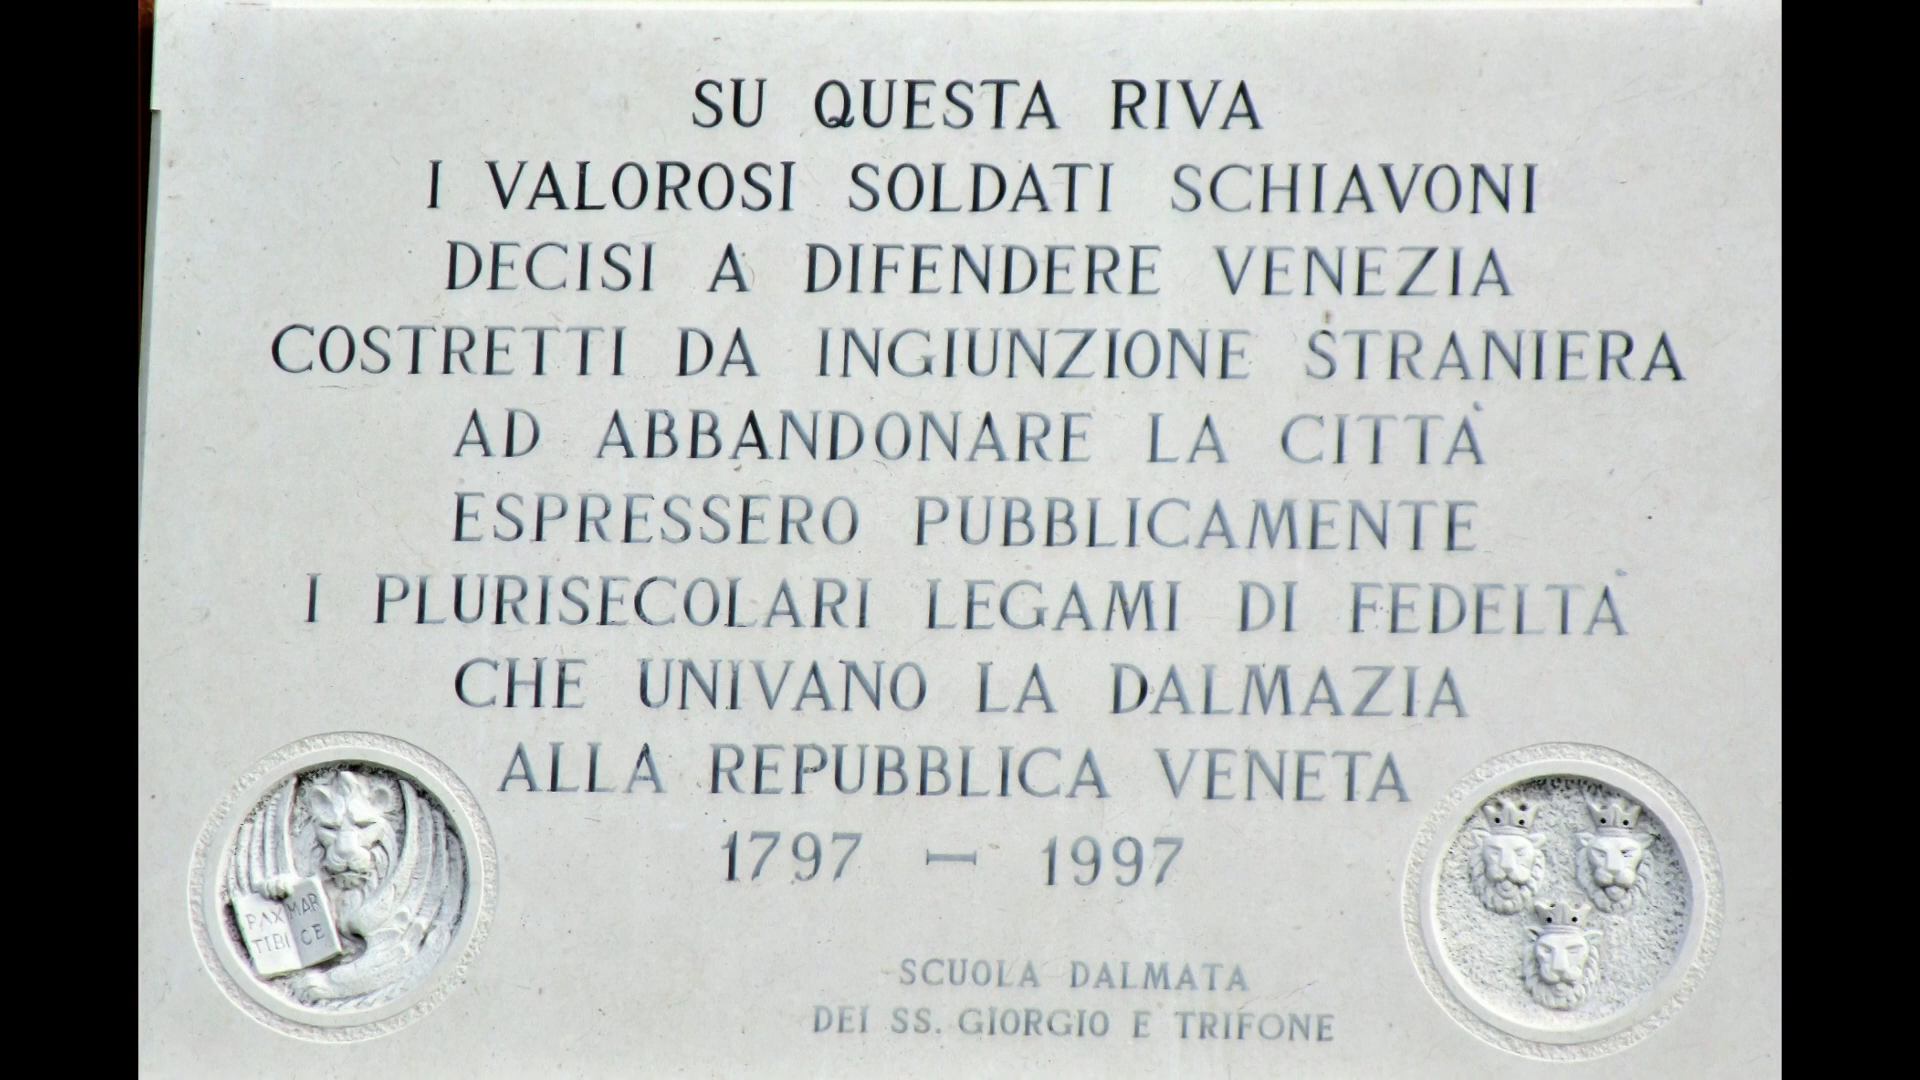 SU QUESTA RIVA
I VALOROSI SOLDATI SCHIAVONI
DECISI A DIFENDERE VENEZIA
COSTRETTI DA INGIUNZIONE STRANIERA
AD ABBANDONARE LA CITTÀ
ESPRESSERO PUBBLICAMENTE
I PLURISECOLARI LEGAMI DI FEDELTÀ
CHE UNIVANO LA DALMAZIA
ALLA REPUBBLICA VENETA
1797 – 1997
PAX MAR
TIBI CE
SCUOLA DALMATA
DEI SS. GIORGIO E TRIFONE